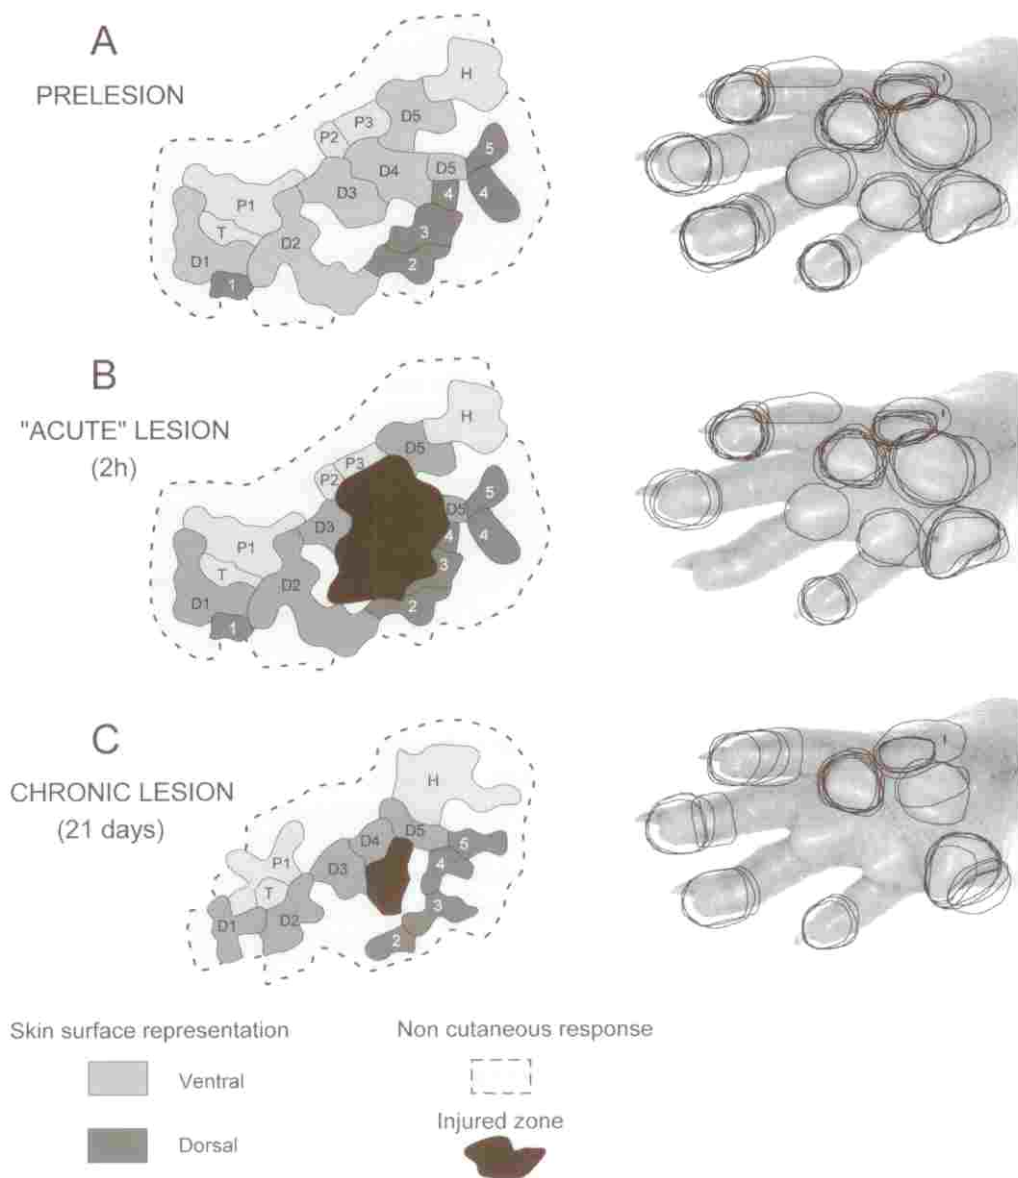 A
PRELESION
H
D5
P3
P2
5
D4
D5
4
4
D3
P1
T
D2
3
D1
2
1
B
"ACUTE" LESION
(2h)
H
D5
P3
P2
5
D5
D3
4
4
P1
3
T
D2
D1
2
1
C
CHRONIC LESION
(21 days)
H
D5
D4
5
P1
D3
4
T
3
D1
D2
2
Skin surface representation
Non cutaneous response
Ventral
Injured zone
Dorsal